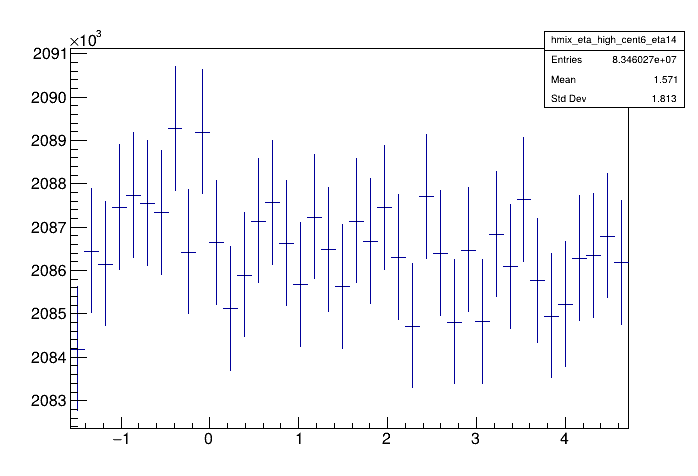 ×10³
hmix_eta_high_cent6_eta14
Entries 8.346027e+07
Mean 1.571
Std Dev 1.813
2091
2090
2089
2088
2087
2086
2085
2084
2083
−1 0 1 2 3 4